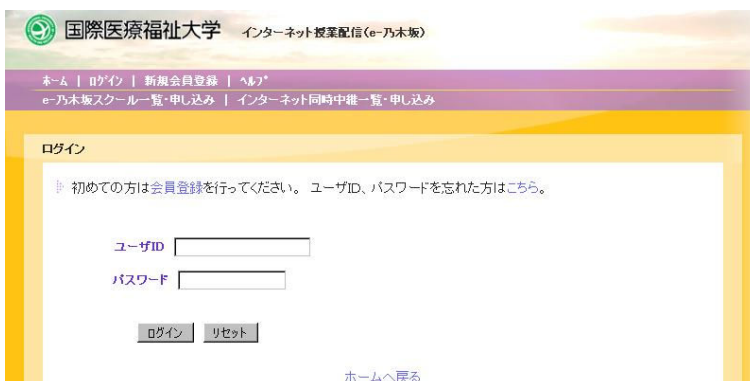 国際医療福祉大学 インターネット授業配信(e-乃木坂)
ホーム | ログイン | 新規会員登録 | ヘルプ
e-乃木坂スクール一覧・申し込み | インターネット同時中継一覧・申し込み
ログイン
初めての方は会員登録を行ってください。 ユーザID、パスワードを忘れた方はこちら。
ユーザID
パスワード
ログイン リセット
ホームへ戻る